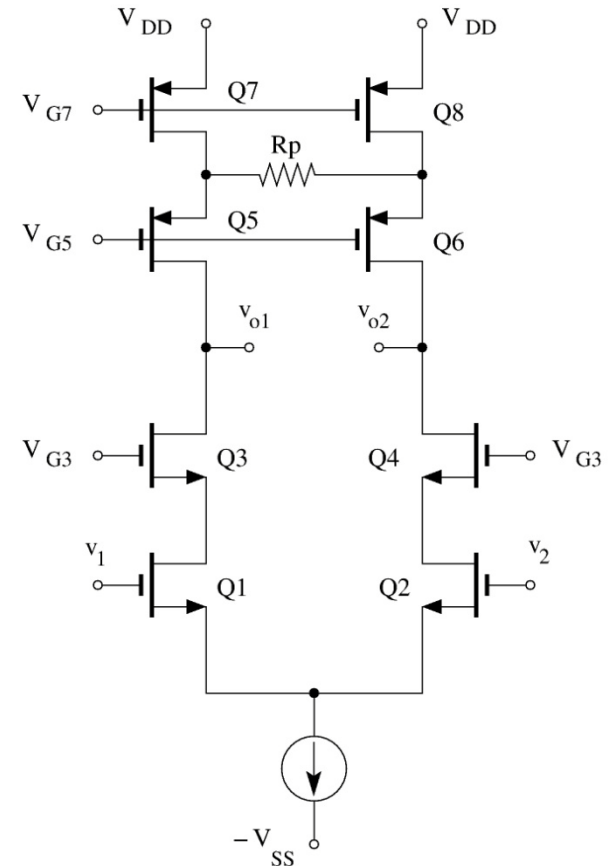 V DD
V DD
V G7
Q7
Q8
Rp
V G5
Q5
Q6
v o1
v o2
V G3
Q3
Q4
V G3
v 1
v 2
Q1
Q2
−V SS